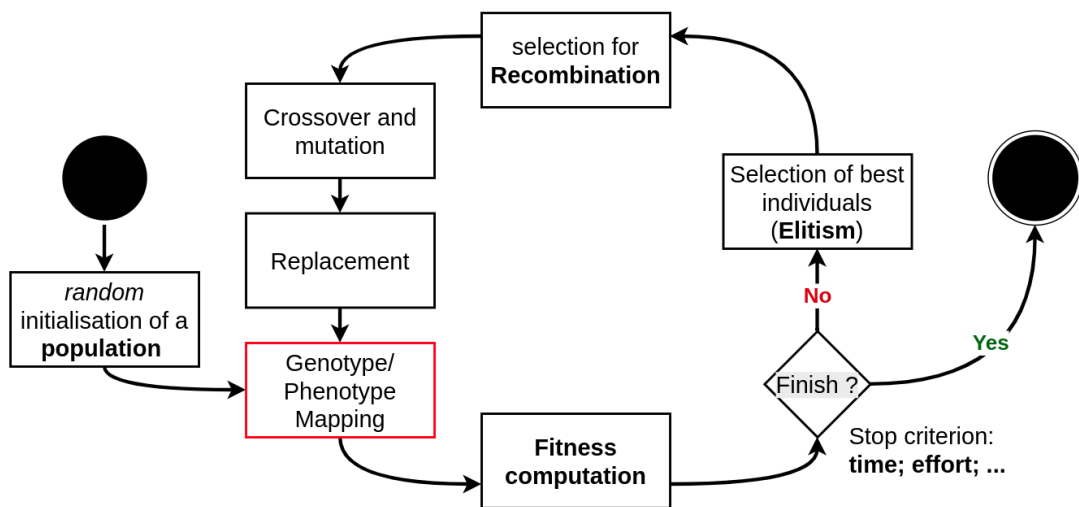 selection for
Recombination
Crossover and
mutation
Selection of best
individuals
(Elitism)
Replacement
random
initialisation of a
population
No
Yes
Genotype/
Phenotype
Mapping
Finish ?
Fitness
computation
Stop criterion:
time; effort; ...